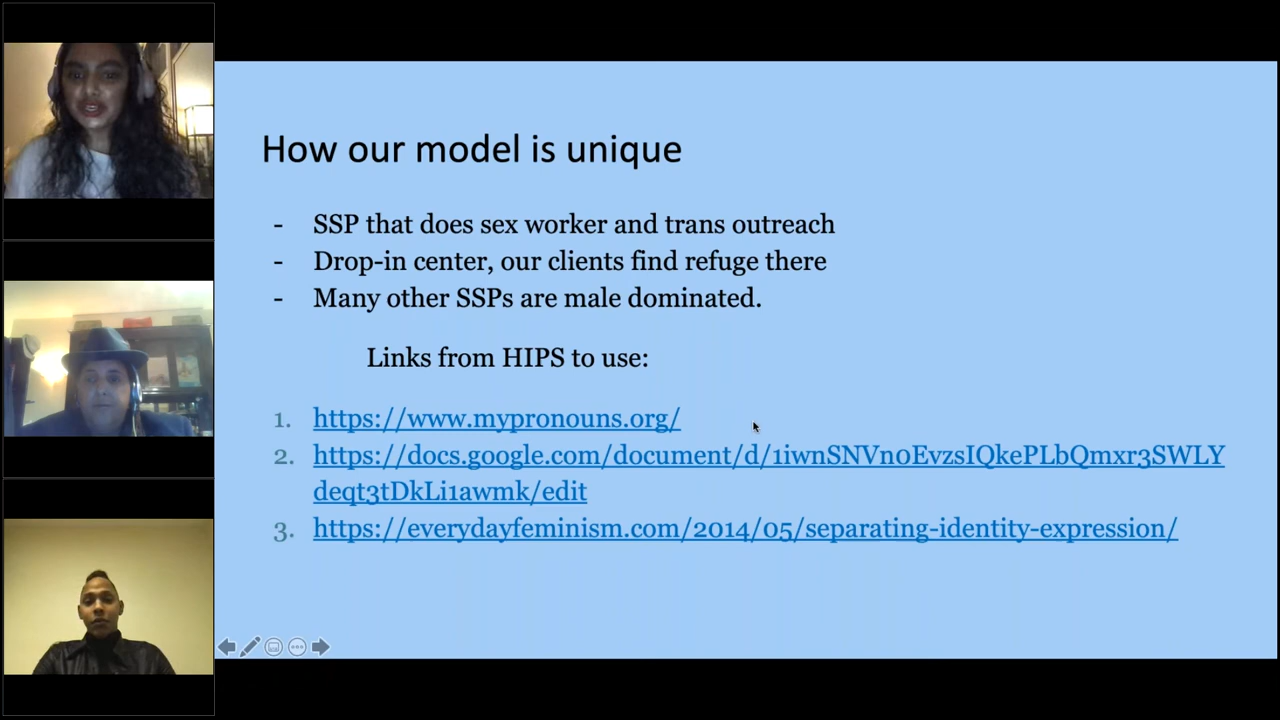 How our model is unique
- SSP that does sex worker and trans outreach
- Drop-in center, our clients find refuge there
- Many other SSPs are male dominated.
Links from HIPS to use:
1. https://www.mypronouns.org/
2. https://docs.google.com/document/d/1iwnSNVn0EvzsIQkePLbQmxr3SWLY
deqt3tDkLi1awmk/edit
3. https://everydayfeminism.com/2014/05/separating-identity-expression/